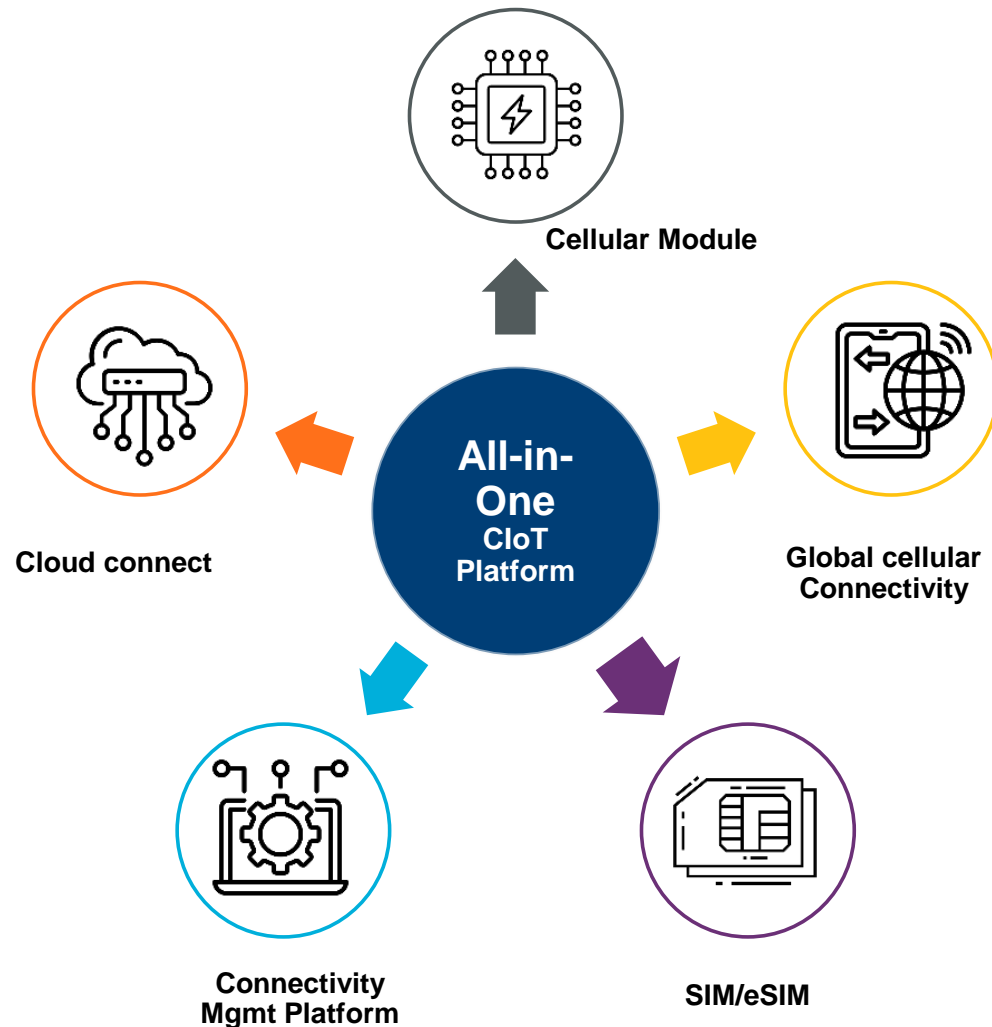 Cellular Module
All-in-
One
CIoT
Platform
Cloud connect
Global cellular
Connectivity
Connectivity
Mgmt Platform
SIM/eSIM